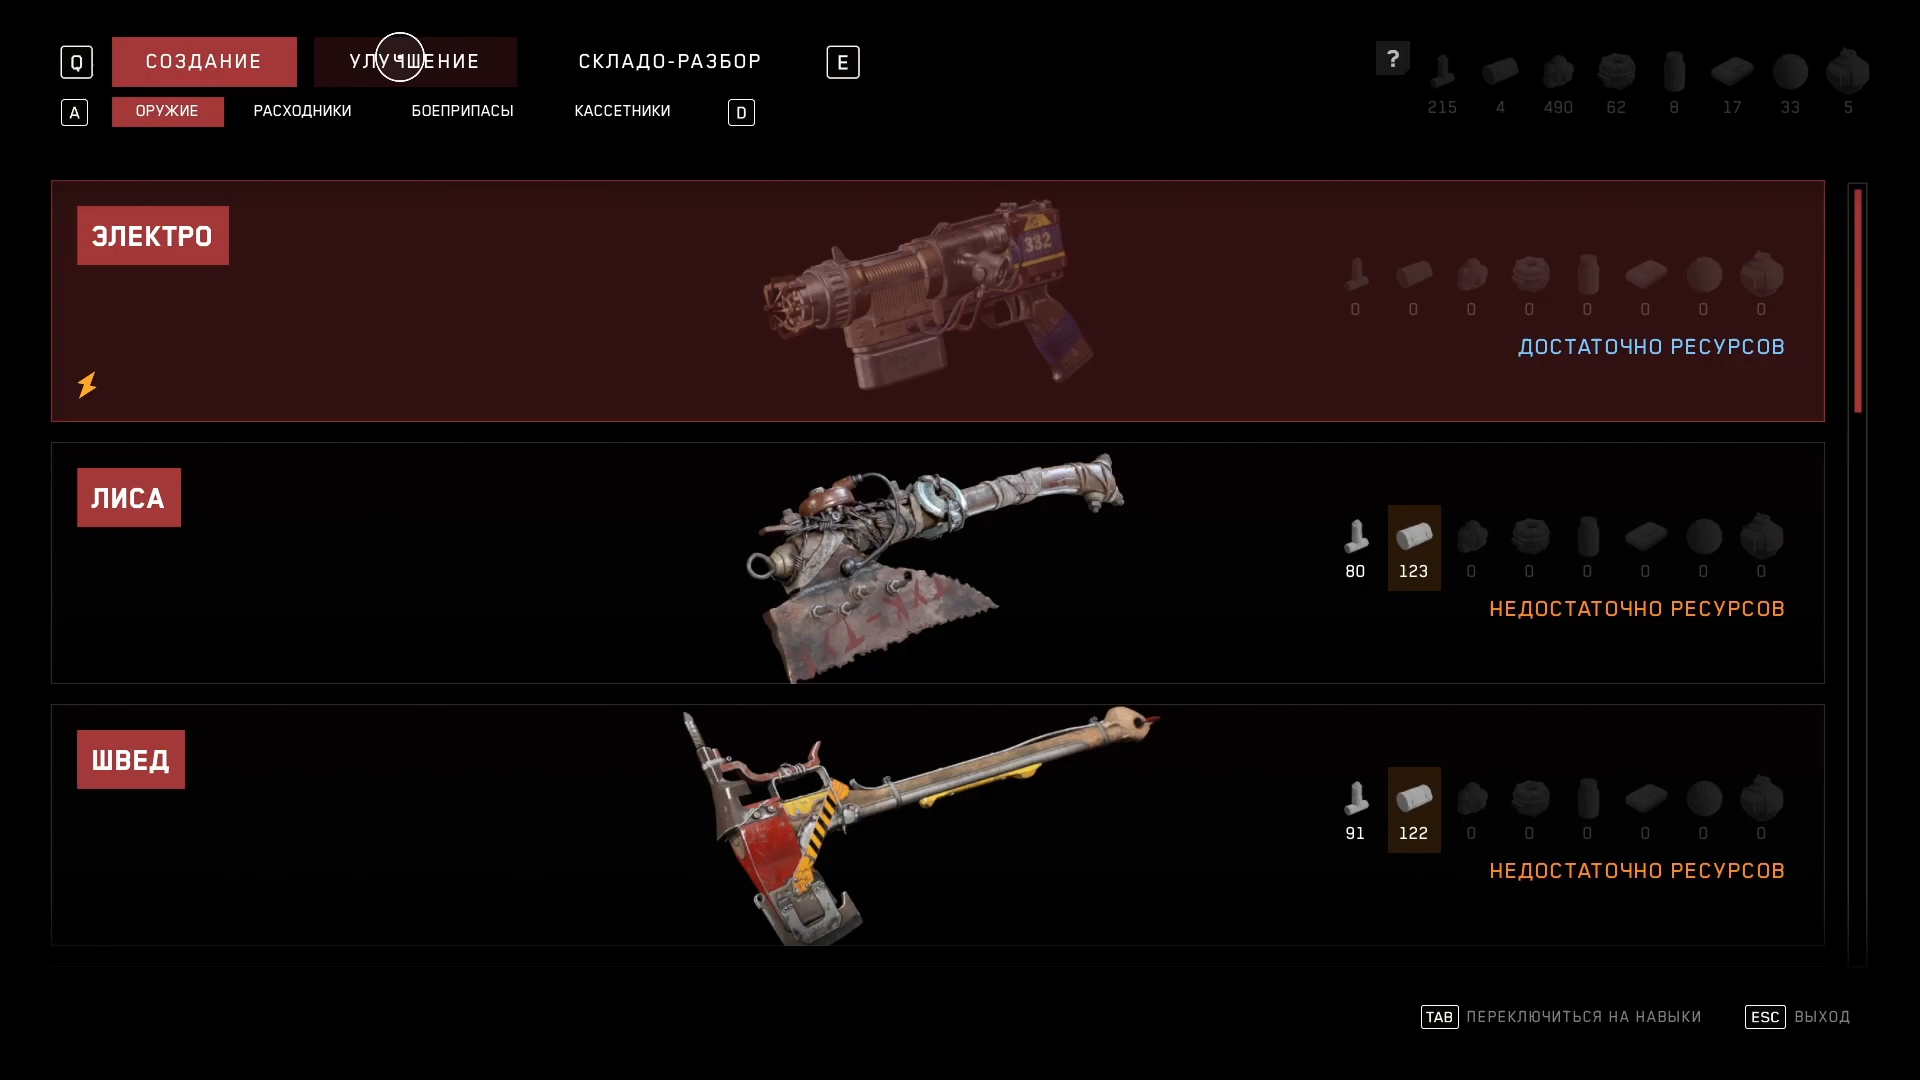 Q СОЗДАНИЕ УЛУЧШЕНИЕ СКЛАДО-РАЗБОР E
A ОРУЖИЕ РАСХОДНИКИ БОЕПРИПАСЫ КАССЕТНИКИ D
?
215 4 490 62 8 17 33 5
ЭЛЕКТРО
332
0 0 0 0 0 0 0 0
ДОСТАТОЧНО РЕСУРСОВ
ЛИСА
80 123 0 0 0 0 0 0
НЕДОСТАТОЧНО РЕСУРСОВ
ШВЕД
91 122 0 0 0 0 0 0
НЕДОСТАТОЧНО РЕСУРСОВ
TAB ПЕРЕКЛЮЧИТЬСЯ НА НАВЫКИ ESC ВЫХОД